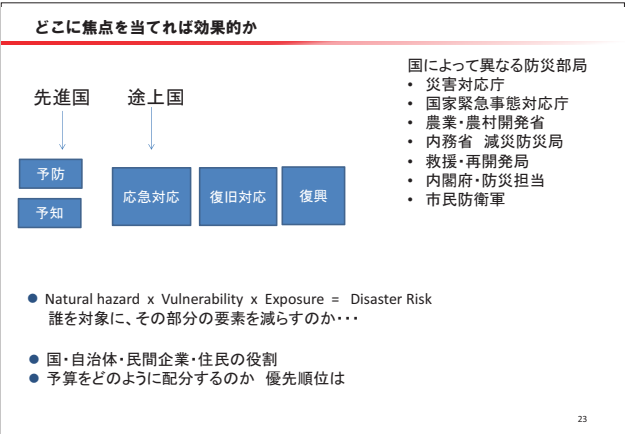 どこに焦点を当てれば効果的か
先進国
途上国
予防
予知
応急対応
復旧対応
復興
国によって異なる防災部局
• 災害対応庁
• 国家緊急事態対応庁
• 農業・農村開発省
• 内務省 減災防災局
• 救援・再開発局
• 内閣府・防災担当
• 市民防衛軍
● Natural hazard x Vulnerability x Exposure = Disaster Risk
誰を対象に、その部分の要素を減らすのか・・・
● 国・自治体・民間企業・住民の役割
● 予算をどのように配分するのか 優先順位は
23